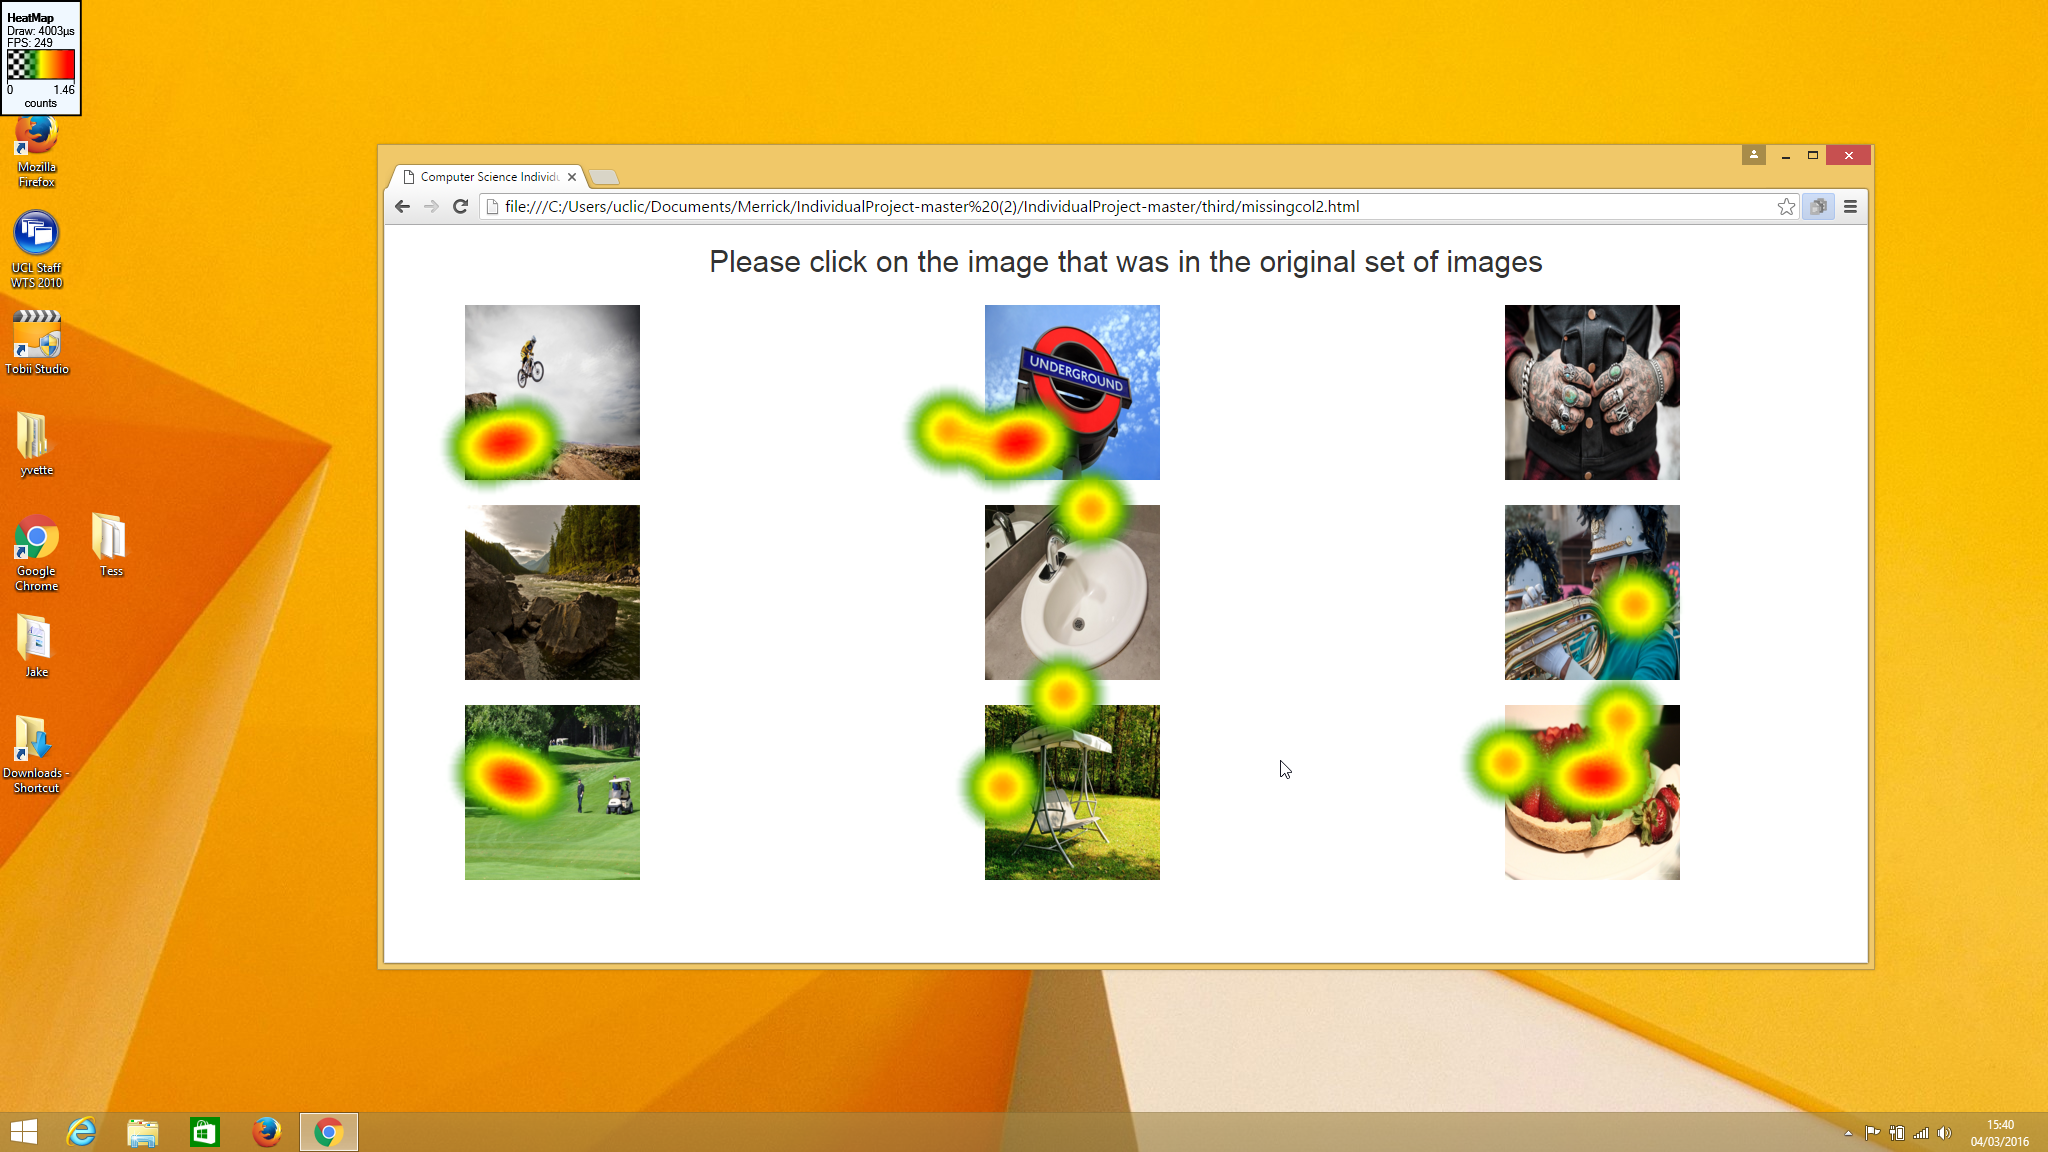 HeatMap
Draw: 4003µs
FPS: 249
0 1.46
counts
Mozilla
Firefox
UCL Staff
WTS 2010
Tobii Studio
yvette
Google
Chrome
Tess
Jake
Downloads -
Shortcut
Computer Science Individu
file:///C:/Users/uclic/Documents/Merrick/IndividualProject-master%20(2)/IndividualProject-master/third/missingcol2.html
Please click on the image that was in the original set of images
UNDERGROUND
15:40
04/03/2016